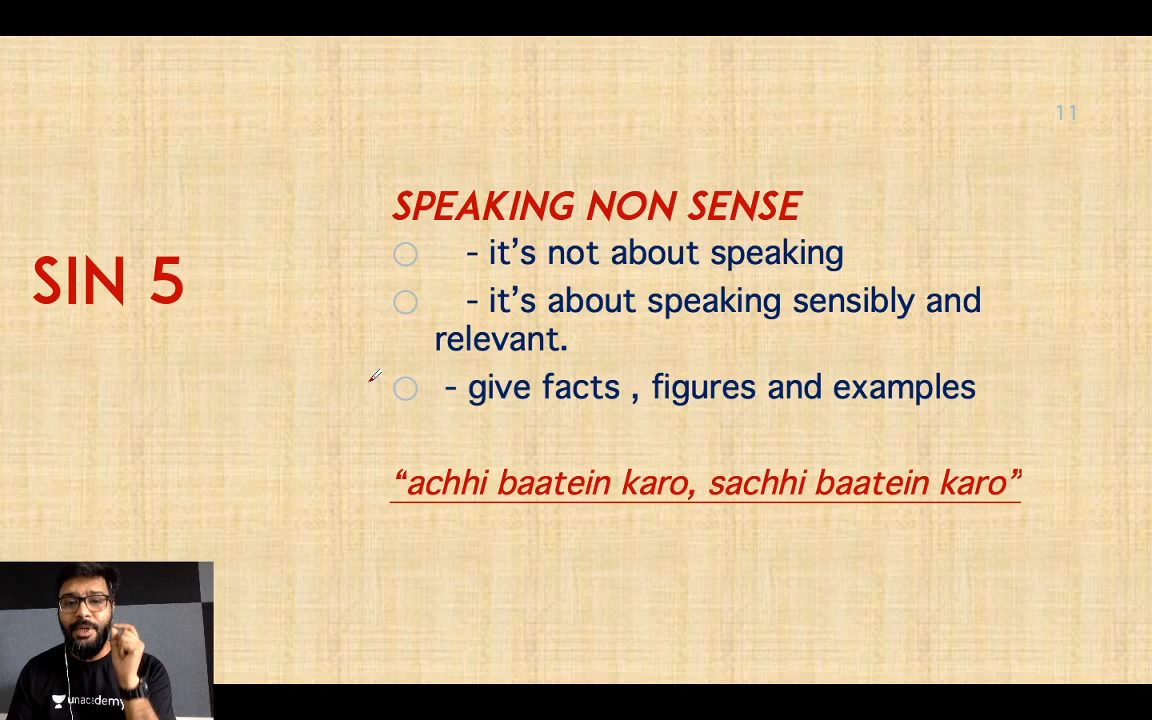 11
SIN 5
SPEAKING NON SENSE
- it’s not about speaking
- it’s about speaking sensibly and
relevant.
- give facts , figures and examples
“achhi baatein karo, sachhi baatein karo”
unacademy